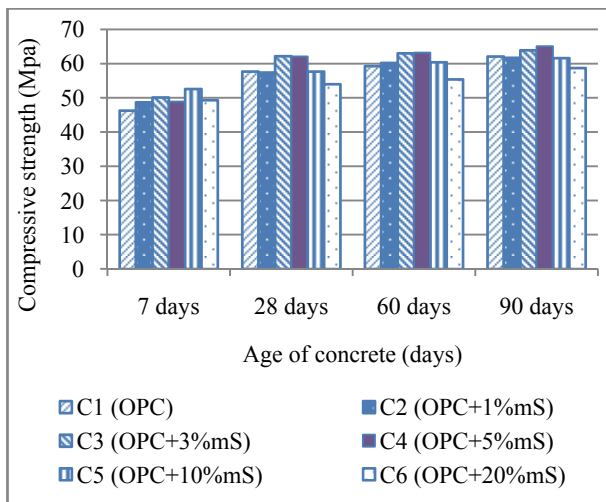 Compressive strength (Mpa)
70
60
50
40
30
20
10
0
7 days 28 days 60 days 90 days
Age of concrete (days)
C1 (OPC) C2 (OPC+1%mS)
C3 (OPC+3%mS) C4 (OPC+5%mS)
C5 (OPC+10%mS) C6 (OPC+20%mS)